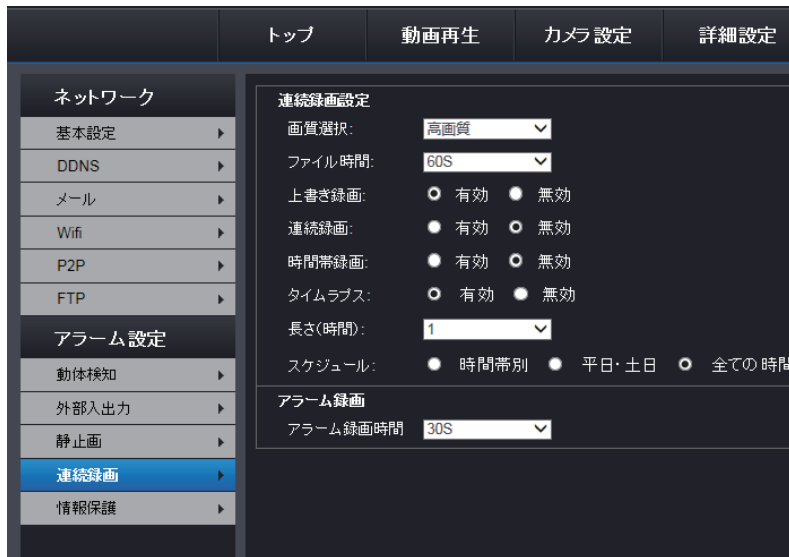 トップ 動画再生 カメラ設定 詳細設定
ネットワーク
基本設定
DDNS
メール
Wifi
P2P
FTP
アラーム設定
動体検知
外部入出力
静止画
連続録画
情報保護
連続録画設定
画質選択: 高画質
ファイル時間: 60S
上書き録画: 有効 無効
連続録画: 有効 無効
時間帯録画: 有効 無効
タイムラプス: 有効 無効
長さ(時間): 1
スケジュール: 時間帯別 平日・土日 全ての時間
アラーム録画
アラーム録画時間 30S